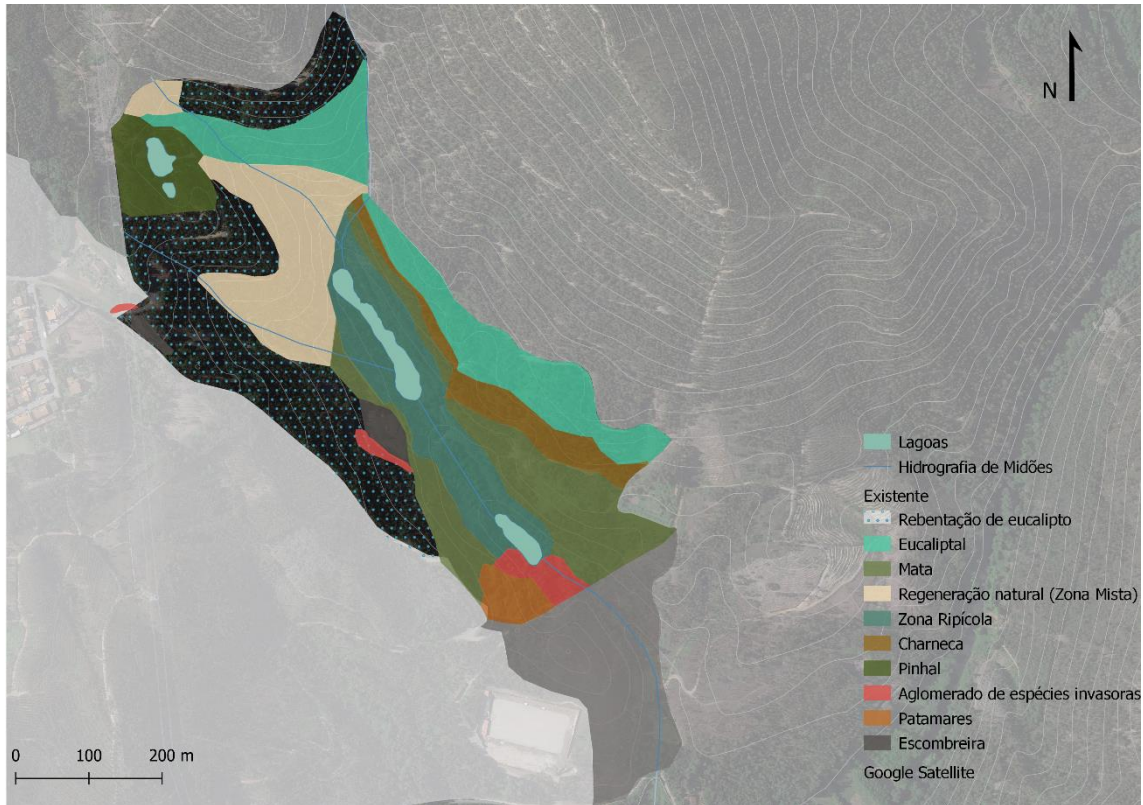 N
Lagoas
Hidrografia de Midões
Existente
Rebentação de eucalipto
Eucaliptal
Mata
Regeneração natural (Zona Mista)
Zona Ripícola
Charneca
Pinhal
Aglomerado de espécies invasoras
Patamares
Escombreira
Google Satellite
0 100 200 m